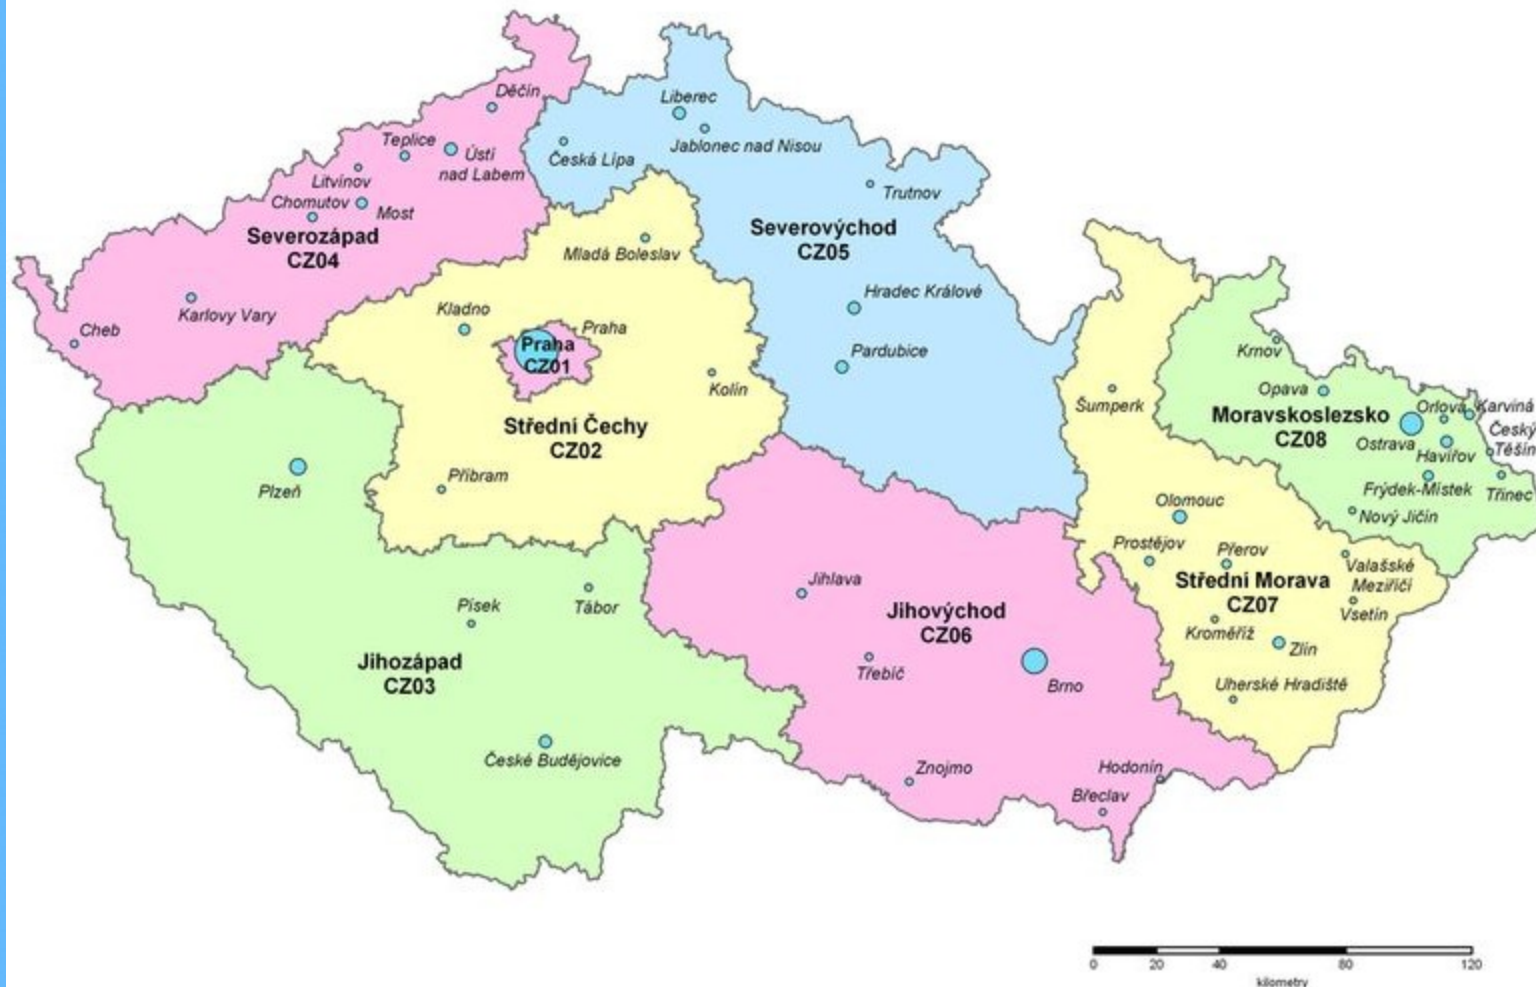 Děčín
Liberec
Teplice
Ústí
nad Labem
Česká Lípa
Jablonec nad Nisou
Litvínov
Chomutov
Most
Trutnov
Severozápad
CZ04
Severovýchod
CZ05
Mladá Boleslav
Karlovy Vary
Cheb
Kladno
Praha
Praha
CZ01
Hradec Králové
Pardubice
Kolín
Krnov
Šumperk
Opava
Orlová
Karviná
Moravskoslezsko
CZ08
Český
Těšín
Ostrava
Havířov
Střední Čechy
CZ02
Příbram
Plzeň
Frýdek-Místek
Třinec
Olomouc
Nový Jičín
Prostějov
Přerov
Valašské
Meziříčí
Střední Morava
CZ07
Vsetín
Kroměříž
Zlín
Uherské Hradiště
Jihlava
Jihovýchod
CZ06
Třebíč
Brno
Písek
Tábor
Jihozápad
CZ03
České Budějovice
Znojmo
Hodonín
Břeclav
0 20 40 80 120
kilometry